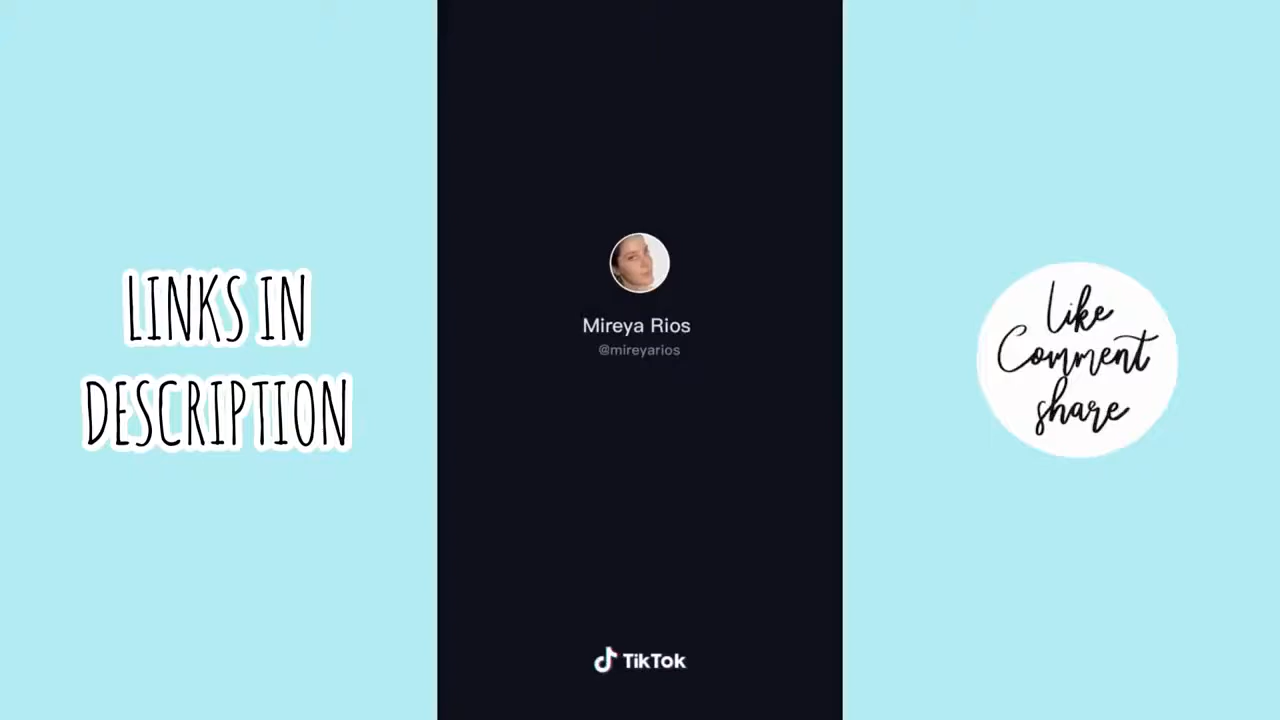 LINKS IN
DESCRIPTION
Mireya Rios
@mireyarios
TikTok
like
Comment
share